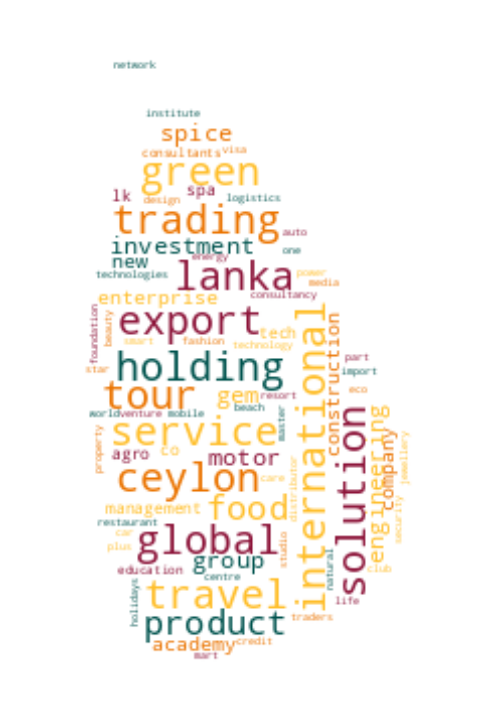 network
institute
spice
consultants visa
green
lk design spa logistics
trading
auto
investment one
new energy
technologies lanka power
media
enterprise consultancy
foundation beauty export tech international construction
smart fashion technology
holding part
star import
tour gem resort eco
world venture mobile beach master
service
property agro co motor solution company engineering jewellery
ceylon care distributor security
management food
restaurant
car global studio
plus
group natural
education centre club
holidays travel life
product traders
academy credit
mart